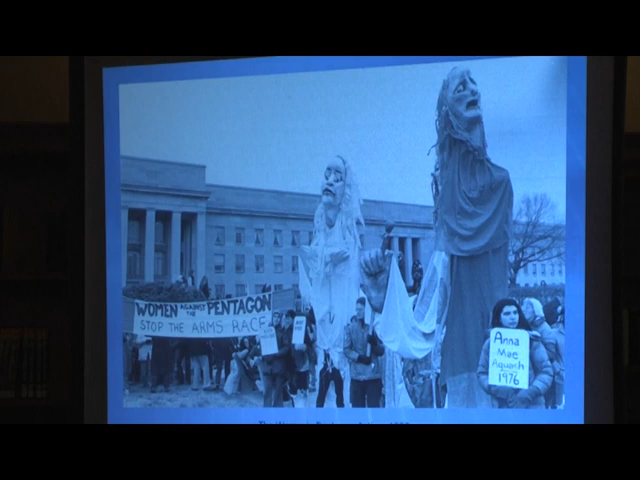 WOMEN AGAINST THE PENTAGON
STOP THE ARMS RACE
Anna
Mae
Aquash
1976